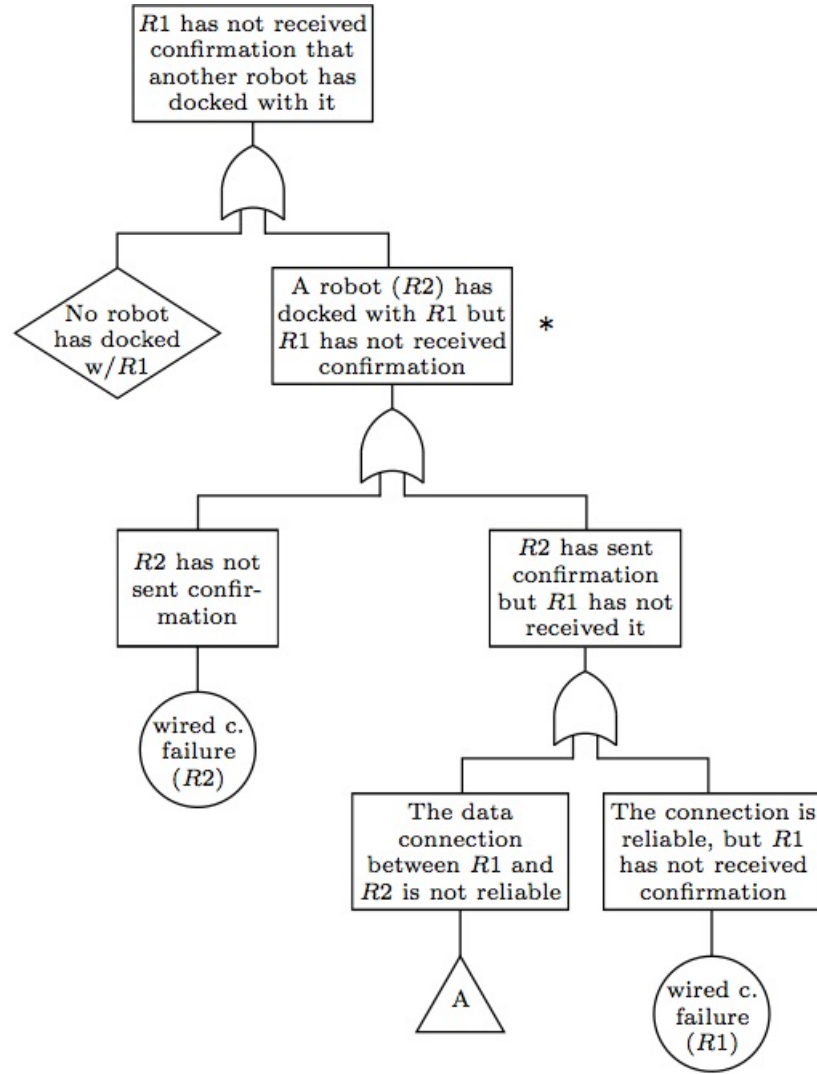 R1 has not received
confirmation that
another robot has
docked with it
No robot
has docked
w/R1
A robot (R2) has
docked with R1 but
R1 has not received
confirmation
*
R2 has not
sent confir-
mation
R2 has sent
confirmation
but R1 has not
received it
wired c.
failure
(R2)
The data
connection
between R1 and
R2 is not reliable
The connection is
reliable, but R1
has not received
confirmation
A
wired c.
failure
(R1)